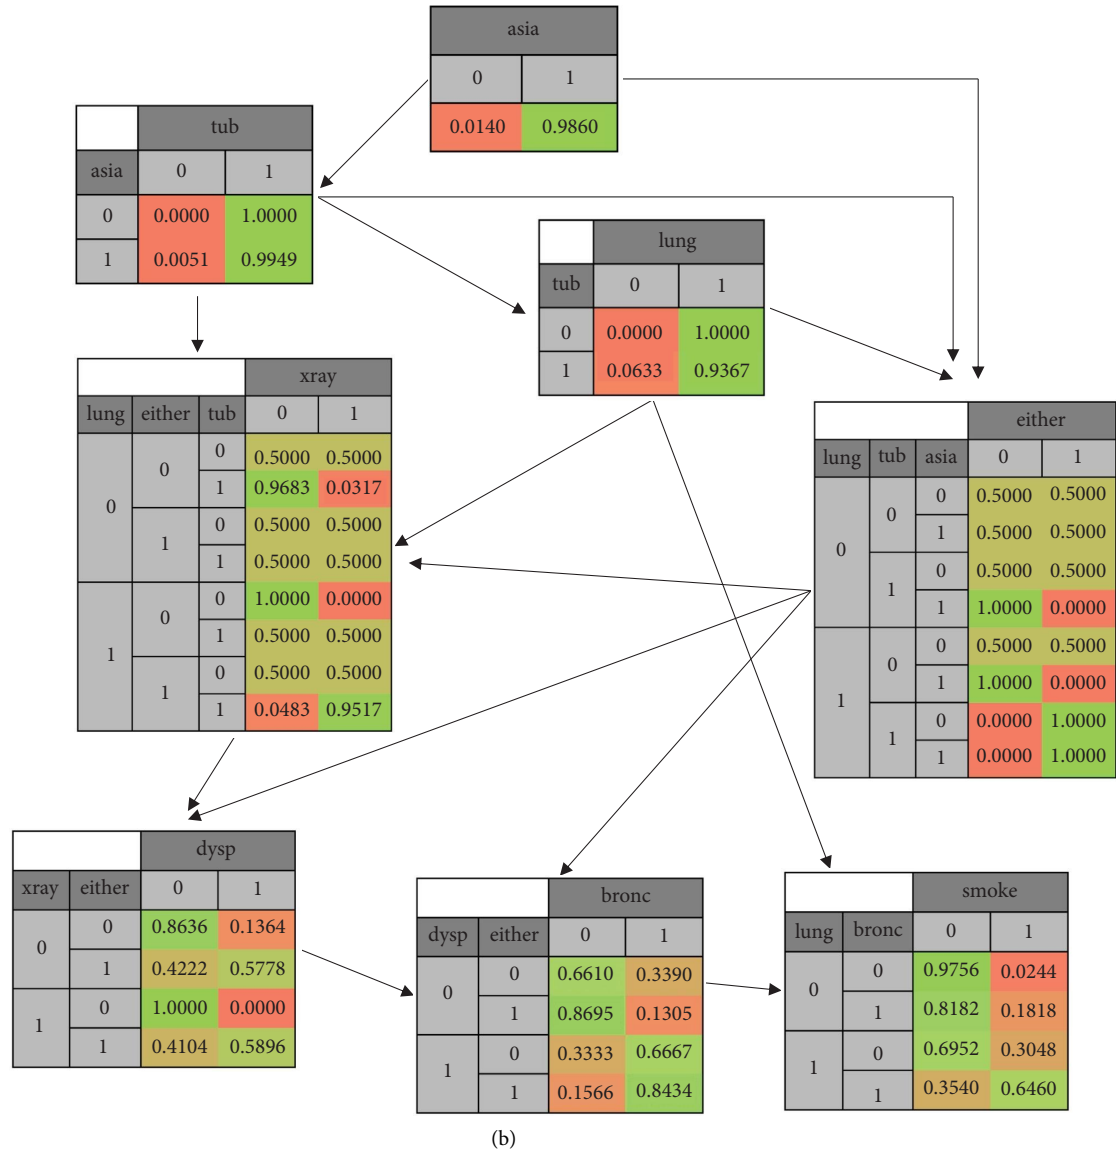 asia
0 1
0.0140 0.9860
tub
asia 0 1
0 0.0000 1.0000
1 0.0051 0.9949
lung
tub 0 1
0 0.0000 1.0000
1 0.0633 0.9367
xray
lung either tub 0 1
0 0 0 0.5000 0.5000
1 0.9683 0.0317
1 0 0.5000 0.5000
1 0.5000 0.5000
1 0 0 1.0000 0.0000
1 0.5000 0.5000
1 0 0.5000 0.5000
1 0.0483 0.9517
either
lung tub asia 0 1
0 0 0 0.5000 0.5000
1 0.5000 0.5000
1 0 0.5000 0.5000
1 1.0000 0.0000
1 0 0 0.5000 0.5000
1 1.0000 0.0000
1 0 0.0000 1.0000
1 0.0000 1.0000
dysp
xray either 0 1
0 0 0.8636 0.1364
1 0.4222 0.5778
1 0 1.0000 0.0000
1 0.4104 0.5896
bronc
dysp either 0 1
0 0 0.6610 0.3390
1 0.8695 0.1305
1 0 0.3333 0.6667
1 0.1566 0.8434
smoke
lung bronc 0 1
0 0 0.9756 0.0244
1 0.8182 0.1818
1 0 0.6952 0.3048
1 0.3540 0.6460
(b)